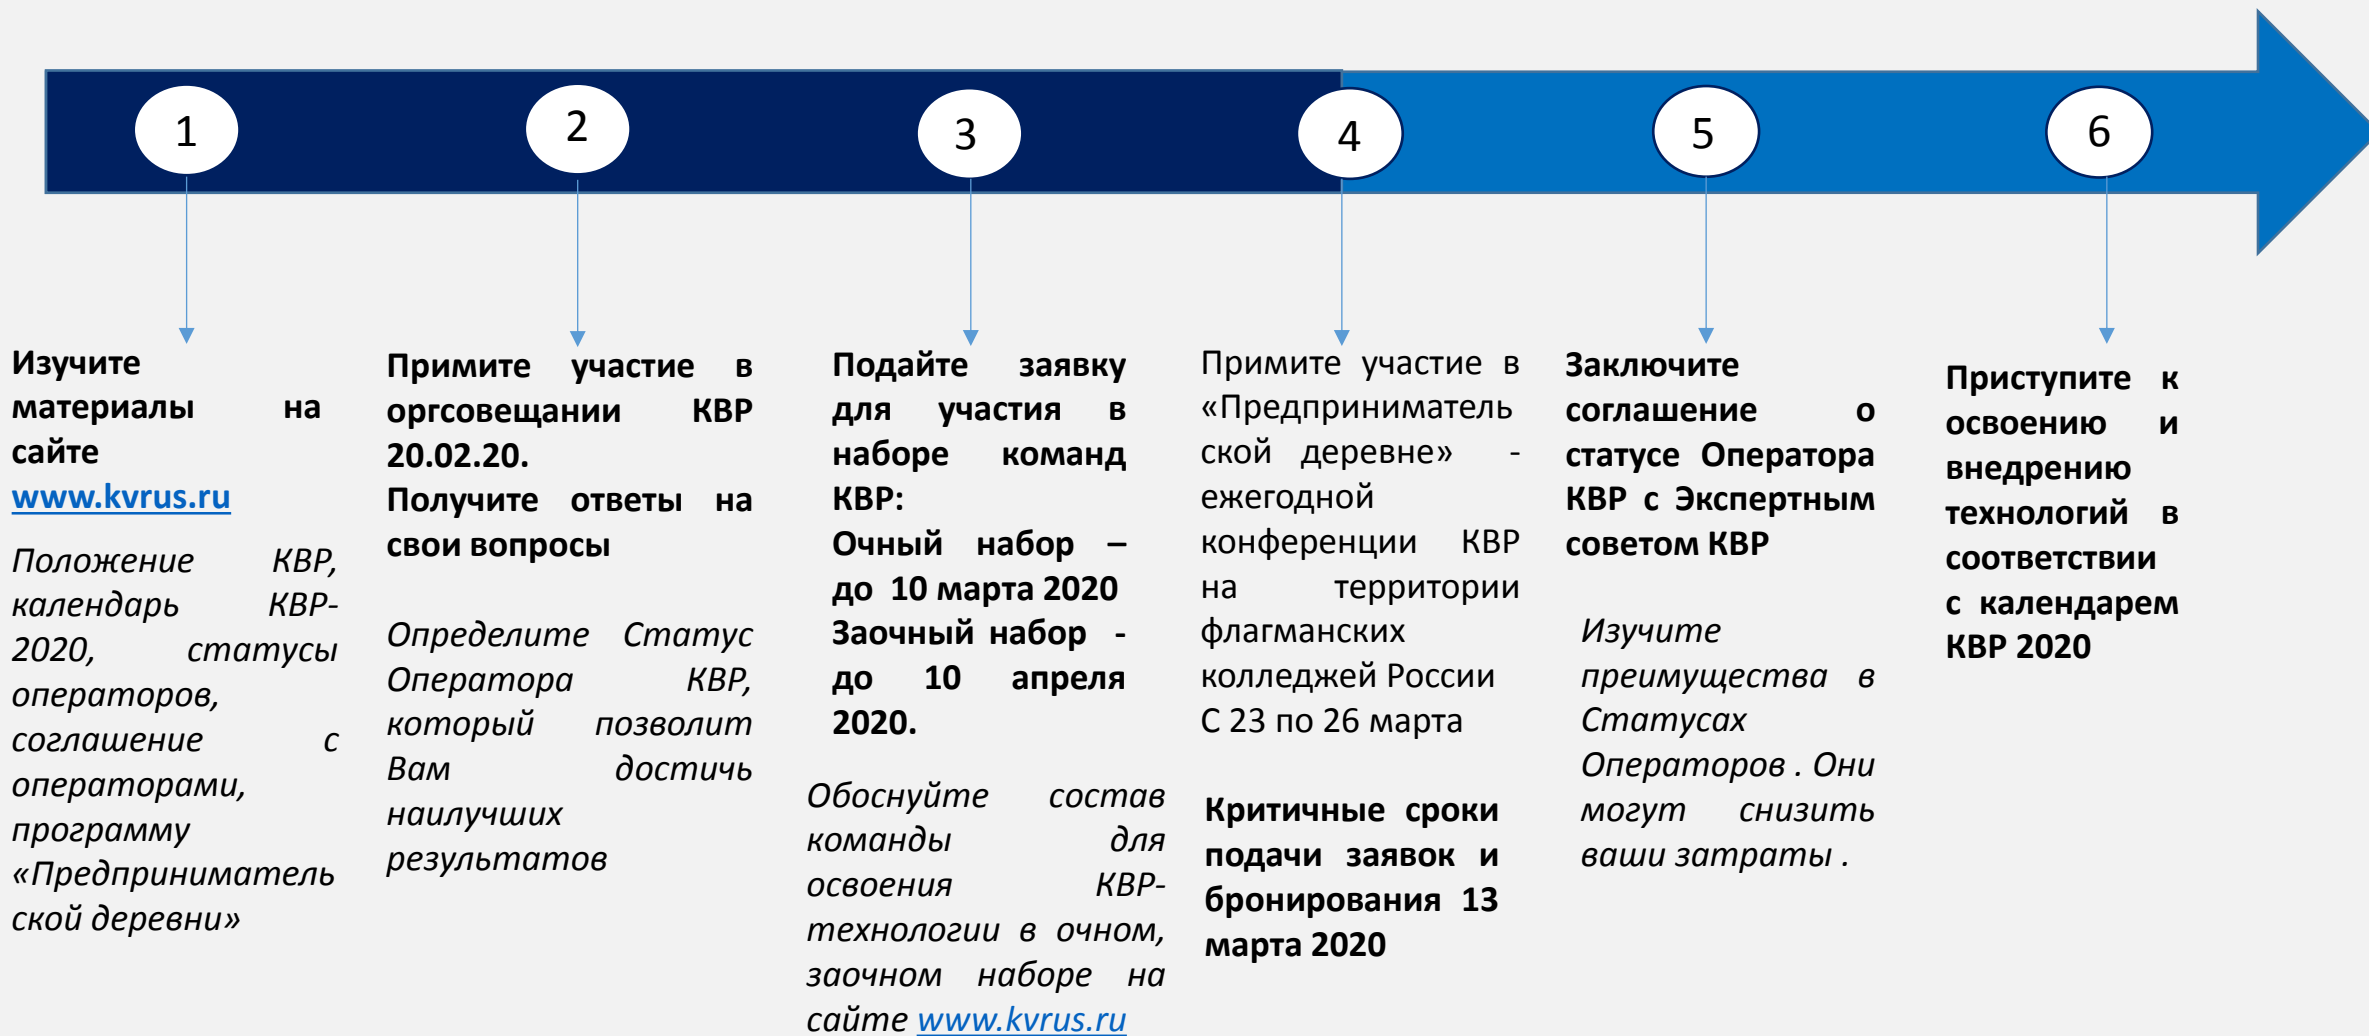 1
2
3
4
5
6
Изучите
материалы на
сайте
www.kvrus.ru
Положение КВР,
календарь КВР-
2020, статусы
операторов,
соглашение с
операторами,
программу
«Предприниматель
ской деревни»
Примите участие в
оргсовещании КВР
20.02.20.
Получите ответы на
свои вопросы
Определите Статус
Оператора КВР,
который позволит
Вам достичь
наилучших
результатов
Подайте заявку
для участия в
наборе команд
КВР:
Очный набор –
до 10 марта 2020
Заочный набор -
до 10 апреля
2020.
Обоснуйте состав
команды для
освоения КВР-
технологии в очном,
заочном наборе на
сайте www.kvrus.ru
Примите участие в
«Предприниматель
ской деревне» -
ежегодной
конференции КВР
на территории
флагманских
колледжей России
С 23 по 26 марта
Критичные сроки
подачи заявок и
бронирования 13
марта 2020
Заключите
соглашение о
статусе Оператора
КВР с Экспертным
советом КВР
Изучите
преимущества в
Статусах
Операторов . Они
могут снизить
ваши затраты .
Приступите к
освоению и
внедрению
технологий в
соответствии
с календарем
КВР 2020